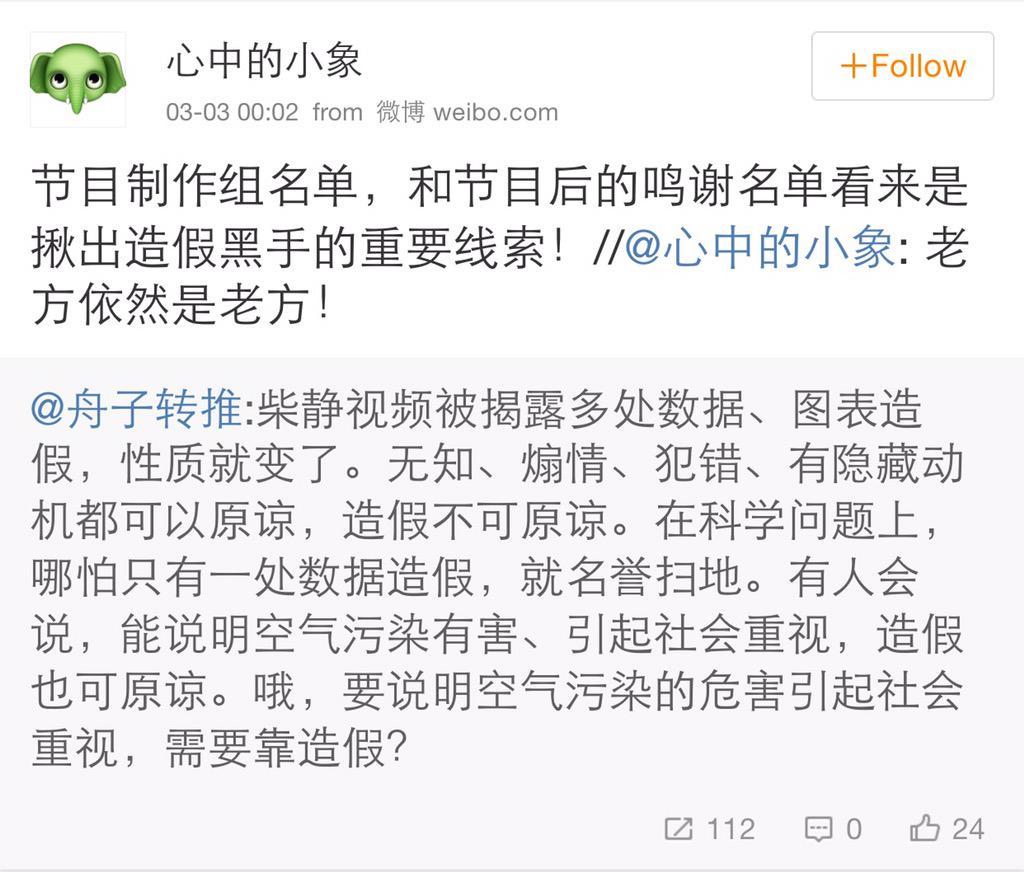 心中的小象
+Follow
03-03 00:02 from 微博 weibo.com
节目制作组名单，和节目后的鸣谢名单看来是
揪出造假黑手的重要线索！//@心中的小象: 老
方依然是老方！
@舟子转推:柴静视频被揭露多处数据、图表造
假，性质就变了。无知、煽情、犯错、有隐藏动
机都可以原谅，造假不可原谅。在科学问题上，
哪怕只有一处数据造假，就名誉扫地。有人会
说，能说明空气污染有害、引起社会重视，造假
也可原谅。哦，要说明空气污染的危害引起社会
重视，需要靠造假？
112 0 24